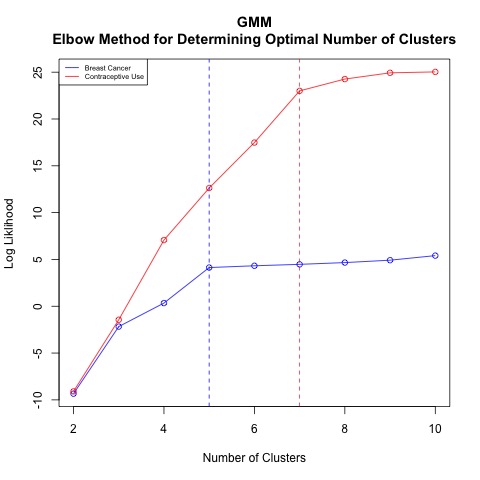 GMM
Elbow Method for Determining Optimal Number of Clusters
Breast Cancer
Contraceptive Use
25
20
15
10
5
0
-5
-10
Log Liklihood
2 4 6 8 10
Number of Clusters